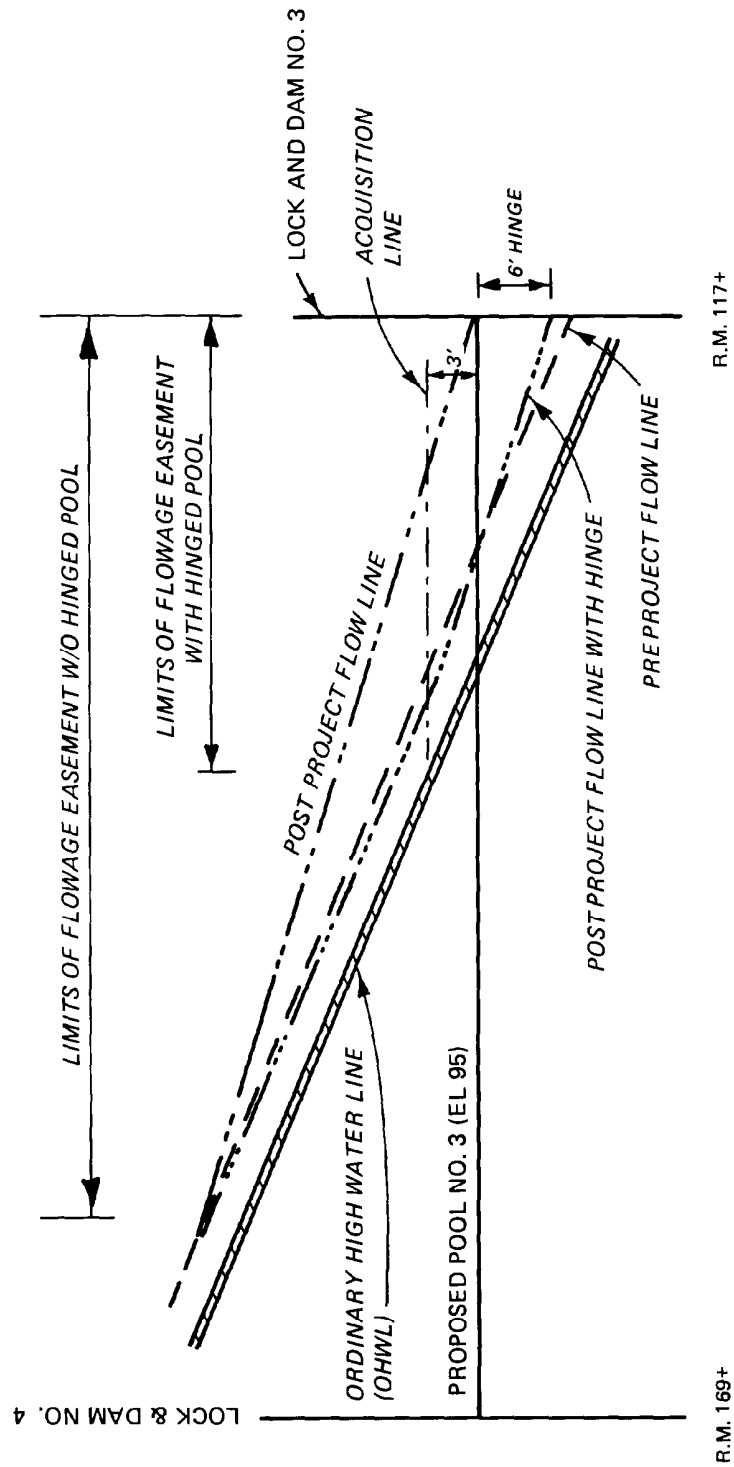 LIMITS OF FLOWAGE EASEMENT W/O HINGED POOL
LIMITS OF FLOWAGE EASEMENT
WITH HINGED POOL
LOCK AND DAM NO. 3
ACQUISITION
LINE
POST PROJECT FLOW LINE
3'
6' HINGE
LOCK & DAM NO. 4
ORDINARY HIGH WATER LINE
(OHWL)
PROPOSED POOL NO. 3 (EL 95)
POST PROJECT FLOW LINE WITH HINGE
PREPROJECT FLOW LINE
R.M. 169+
R.M. 117+